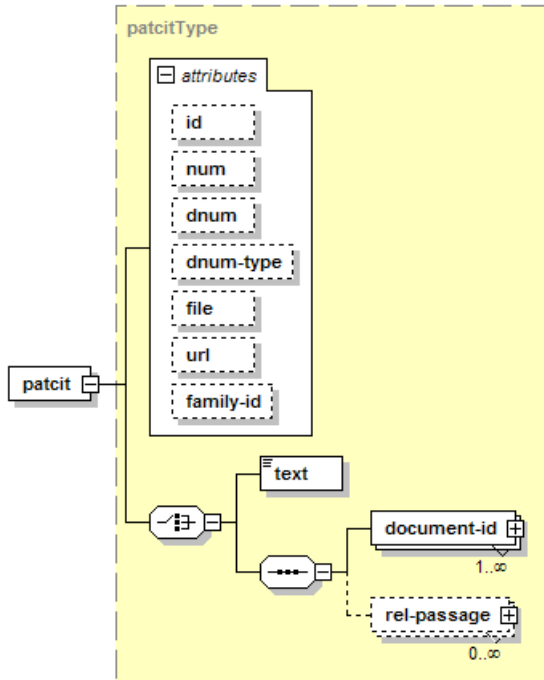 patcitType
attributes
id
num
dnum
dnum-type
file
url
family-id
patcit
text
document-id
1..∞
rel-passage
0..∞